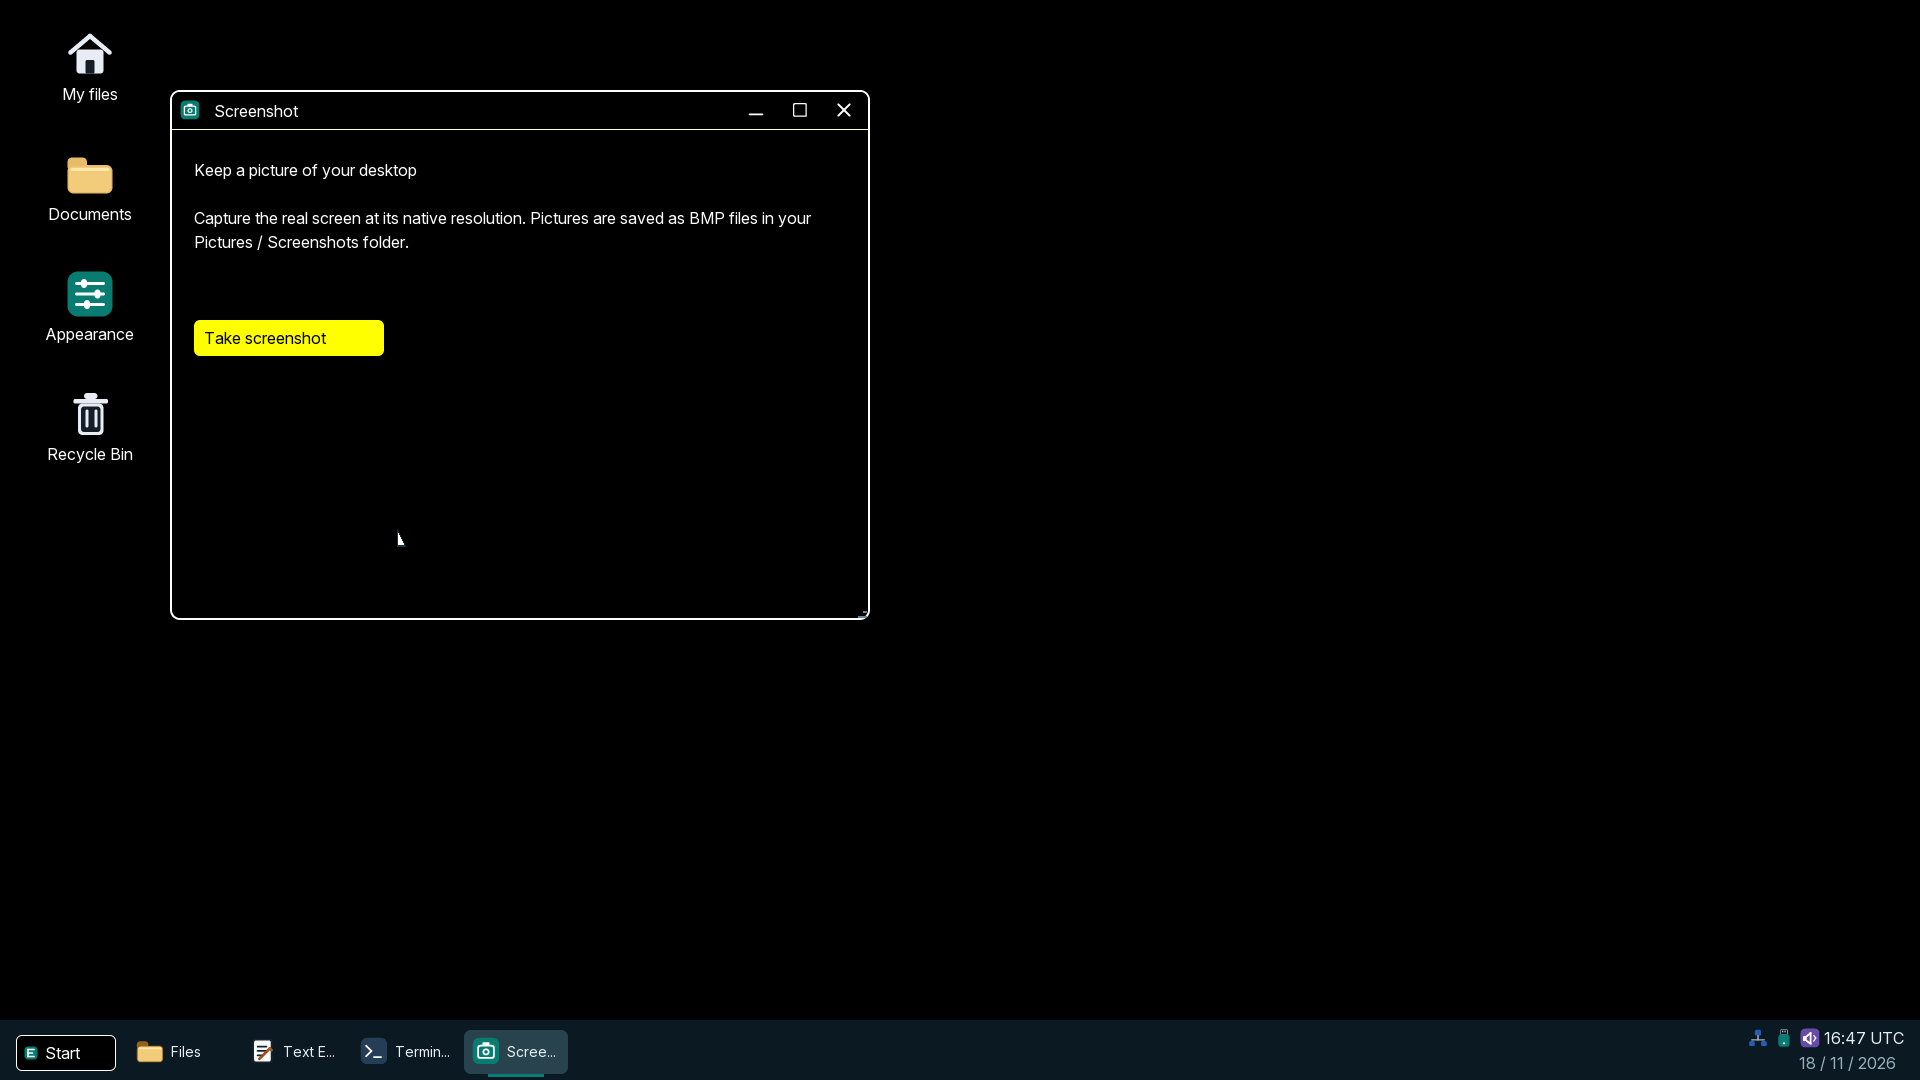 My files
Documents
Appearance
Recycle Bin
Screenshot
Keep a picture of your desktop
Capture the real screen at its native resolution. Pictures are saved as BMP files in your
Pictures / Screenshots folder.
Take screenshot
Start
Files
Text E...
Termin...
Scree...
16:47 UTC
18 / 11 / 2026